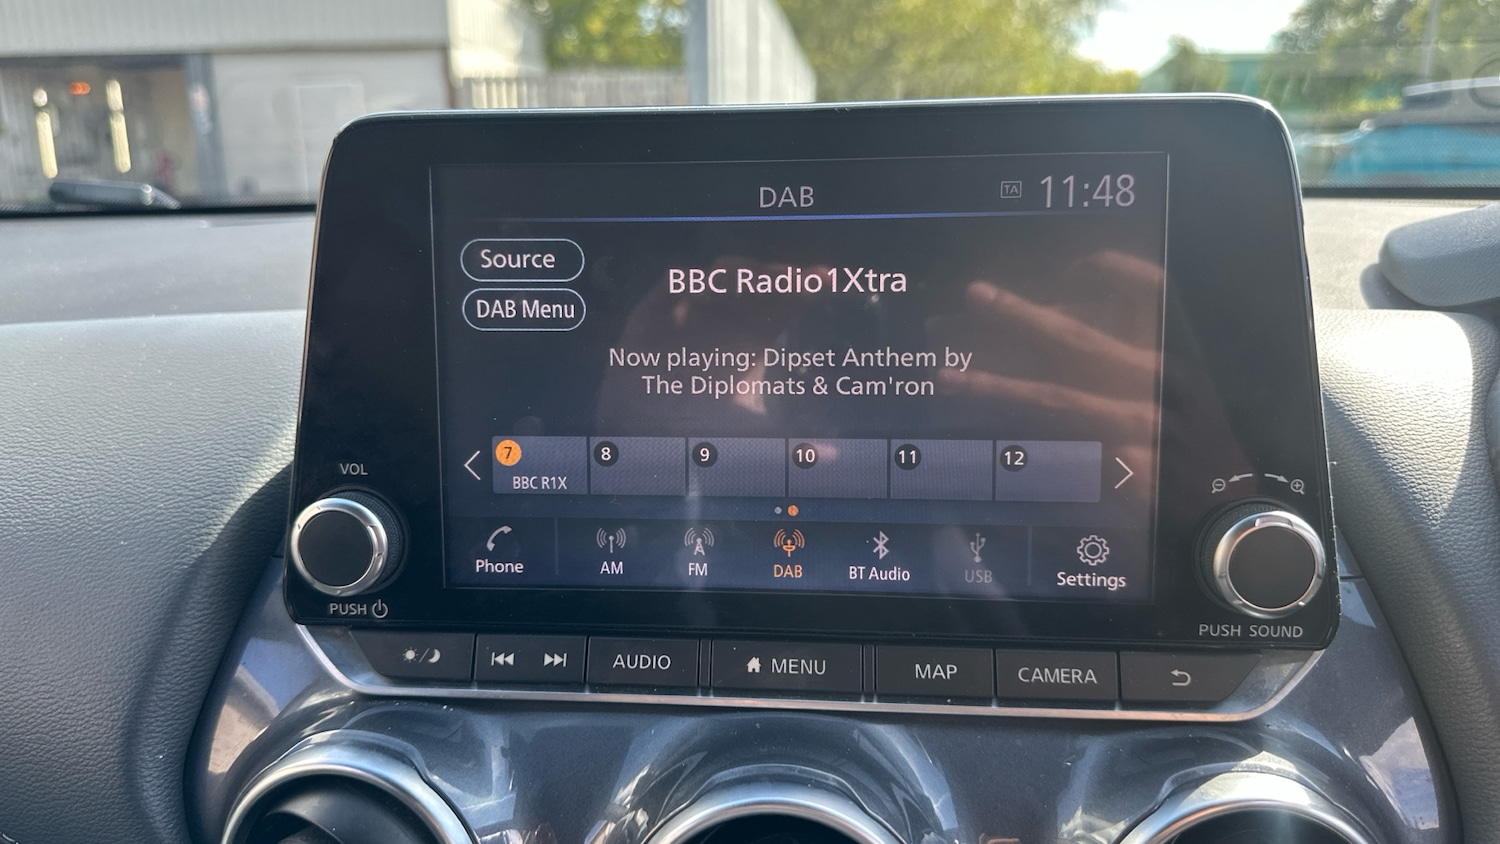 DAB
TA 11:48
Source
BBC Radio1Xtra
DAB Menu
Now playing: Dipset Anthem by
The Diplomats & Cam'ron
7 8 9 10 11 12
BBC R1X
VOL
Phone AM FM DAB BT Audio USB Settings
PUSH
PUSH SOUND
AUDIO MENU MAP CAMERA